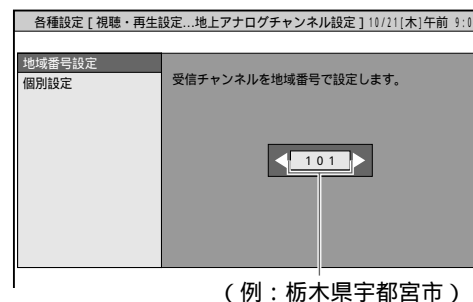 各種設定 [ 視聴・再生設定...地上アナログチャンネル設定 ] 10/21[木]午前 9:0
地域番号設定
個別設定
受信チャンネルを地域番号で設定します。
101
（例：栃木県宇都宮市）